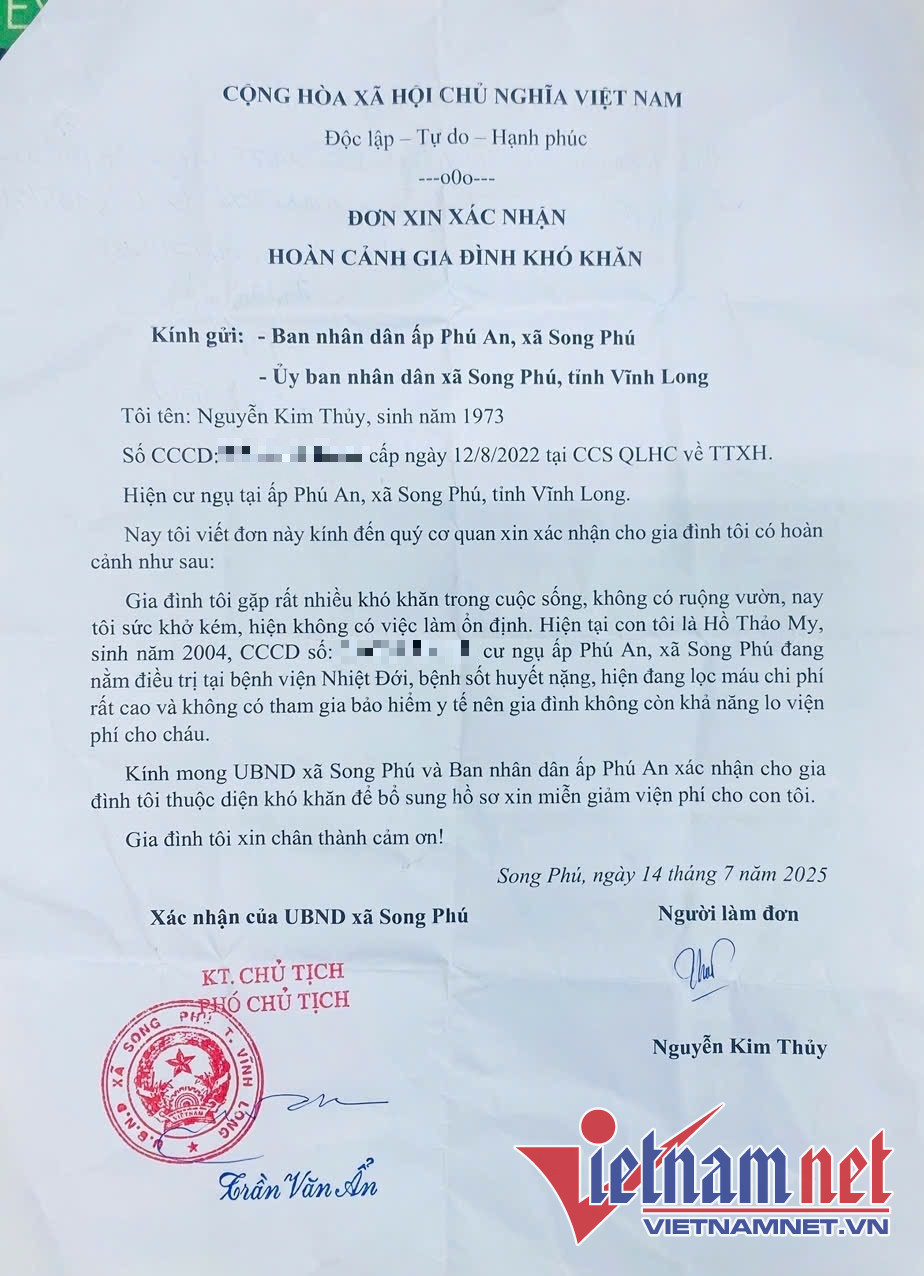 CỘNG HÒA XÃ HỘI CHỦ NGHĨA VIỆT NAM
Độc lập – Tự do – Hạnh phúc
---o0o---
ĐƠN XIN XÁC NHẬN
HOÀN CẢNH GIA ĐÌNH KHÓ KHĂN
Kính gửi: - Ban nhân dân ấp Phú An, xã Song Phú
- Ủy ban nhân dân xã Song Phú, tỉnh Vĩnh Long
Tôi tên: Nguyễn Kim Thủy, sinh năm 1973
Số CCCD: cấp ngày 12/8/2022 tại CCS QLHC về TTXH.
Hiện cư ngụ tại ấp Phú An, xã Song Phú, tỉnh Vĩnh Long.
Nay tôi viết đơn này kính đến quý cơ quan xin xác nhận cho gia đình tôi có hoàn
cảnh như sau:
Gia đình tôi gặp rất nhiều khó khăn trong cuộc sống, không có ruộng vườn, nay
tôi sức khở kém, hiện không có việc làm ổn định. Hiện tại con tôi là Hồ Thảo My,
sinh năm 2004, CCCD số: cư ngụ ấp Phú An, xã Song Phú đang
nằm điều trị tại bệnh viện Nhiệt Đới, bệnh sốt huyết nặng, hiện đang lọc máu chi phí
rất cao và không có tham gia bảo hiểm y tế nên gia đình không còn khả năng lo viện
phí cho cháu.
Kính mong UBND xã Song Phú và Ban nhân dân ấp Phú An xác nhận cho gia
đình tôi thuộc diện khó khăn để bổ sung hồ sơ xin miễn giảm viện phí cho con tôi.
Gia đình tôi xin chân thành cảm ơn!
Song Phú, ngày 14 tháng 7 năm 2025
Xác nhận của UBND xã Song Phú
Người làm đơn
KT. CHỦ TỊCH
PHÓ CHỦ TỊCH
U.B.N.D XÃ SONG PHÚ T. VĨNH LONG
VIỆT NAM
Nguyễn Kim Thủy
Trần Văn Ẩn
Vietnamnet
VIETNAMNET.VN